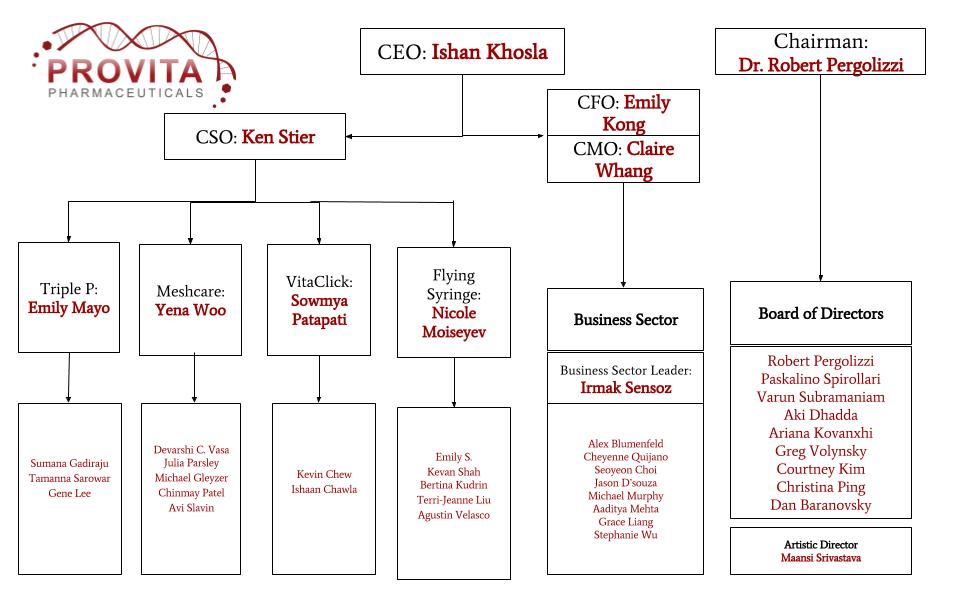 PROVITA
PHARMACEUTICALS
CEO: Ishan Khosla
Chairman:
Dr. Robert Pergolizzi
CFO: Emily
Kong
CMO: Claire
Whang
CSO: Ken Stier
Triple P:
Emily Mayo
Meshcare:
Yena Woo
VitaClick:
Sowmya
Patapati
Flying
Syringe:
Nicole
Moiseyev
Business Sector
Board of Directors
Business Sector Leader:
Irmak Sensoz
Sumana Gadiraju
Tamanna Sarowar
Gene Lee
Devarshi C. Vasa
Julia Parsley
Michael Gleyzer
Chinmay Patel
Avi Slavin
Kevin Chew
Ishaan Chawla
Emily S.
Kevan Shah
Bertina Kudrin
Terri-Jeanne Liu
Agustin Velasco
Alex Blumenfeld
Cheyenne Quijano
Seoyeon Choi
Jason D'souza
Michael Murphy
Aaditya Mehta
Grace Liang
Stephanie Wu
Robert Pergolizzi
Paskalino Spirollari
Varun Subramaniam
Aki Dhadda
Ariana Kovanxhi
Greg Volynsky
Courtney Kim
Christina Ping
Dan Baranovsky
Artistic Director
Maansi Srivastava